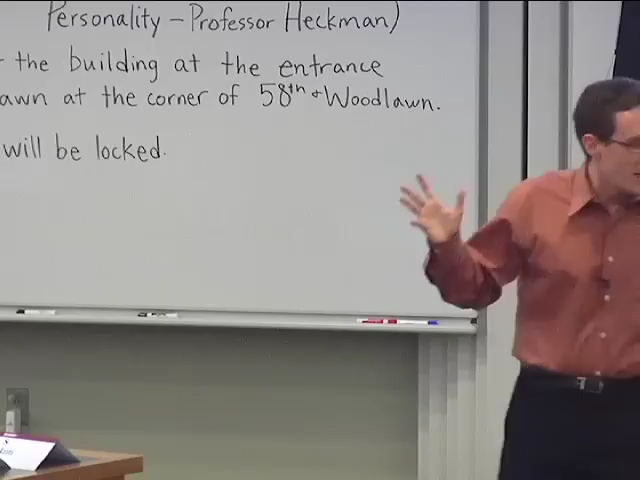 Personality - Professor Heckman)
the building at the entrance
awn at the corner of 58th + Woodlawn.
will be locked.